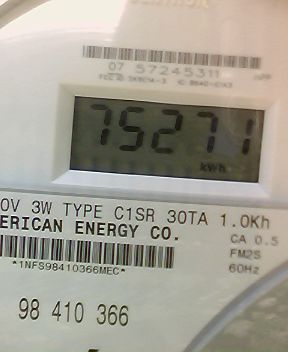 07 57245311
75271
kWh
0V 3W TYPE C1SR 30TA 1.0Kh
ERICAN ENERGY CO.
CA 0.5
FM2S
60Hz
*1NFS98410366MEC*
98 410 366